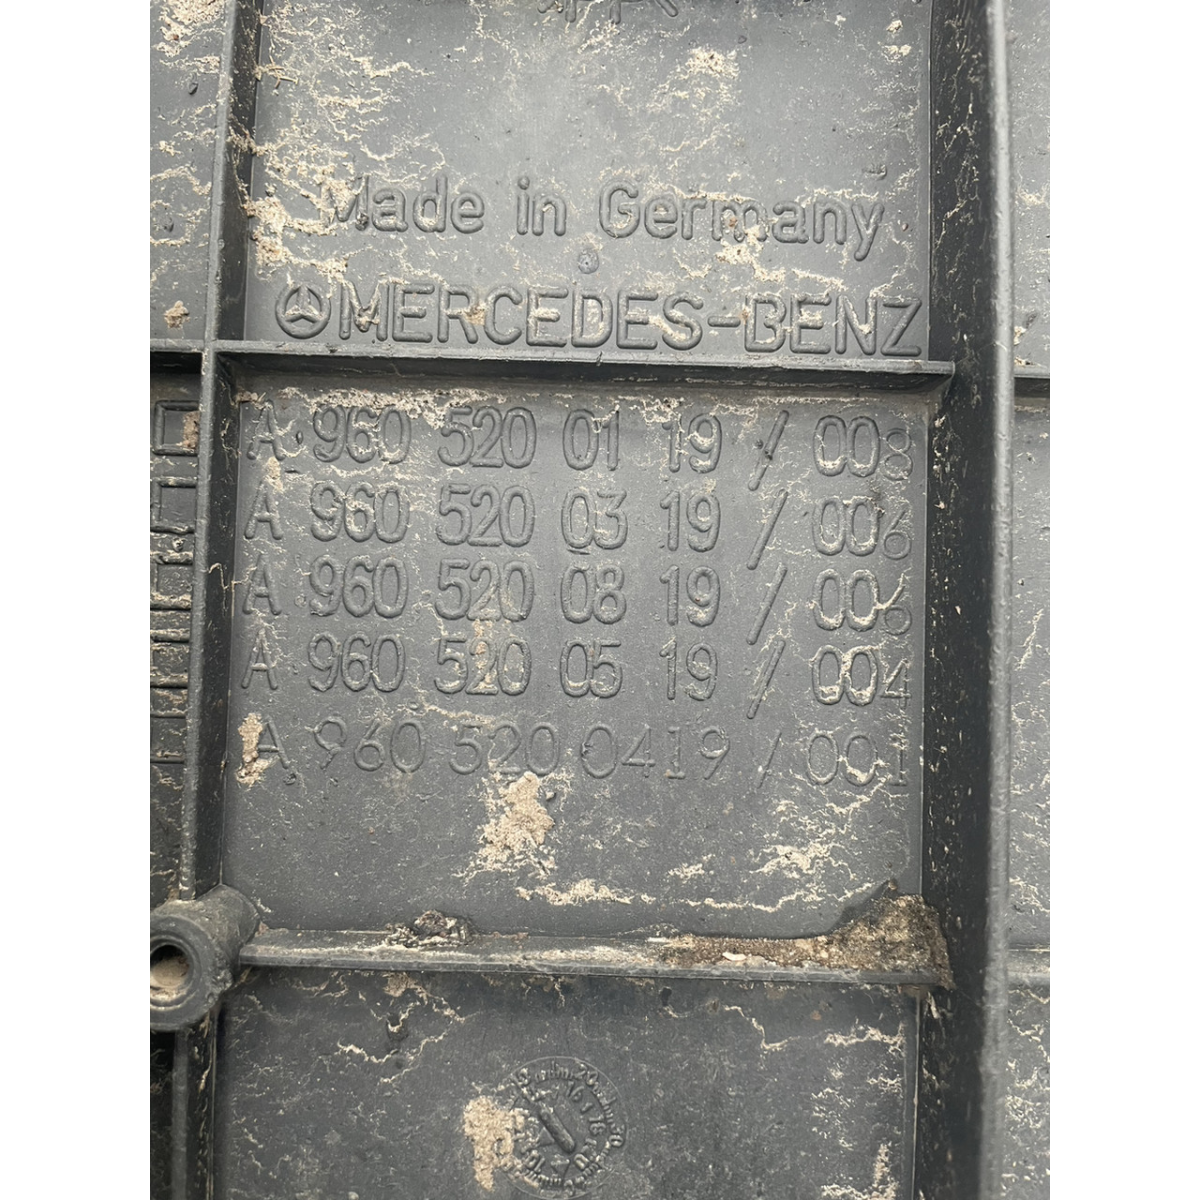 Made in Germany
MERCEDES-BENZ
A 960 520 01 19 / 008
A 960 520 03 19 / 006
A 960 520 08 19 / 006
A 960 520 05 19 / 004
A 960 520 0419 / 001